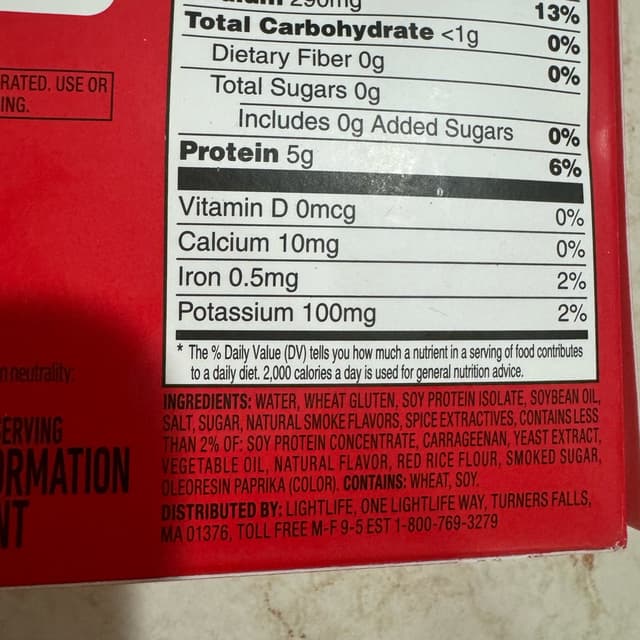 290mg 13%
Total Carbohydrate <1g 0%
Dietary Fiber 0g 0%
Total Sugars 0g
Includes 0g Added Sugars 0%
Protein 5g 6%
Vitamin D 0mcg 0%
Calcium 10mg 0%
Iron 0.5mg 2%
Potassium 100mg 2%
* The % Daily Value (DV) tells you how much a nutrient in a serving of food contributes
to a daily diet. 2,000 calories a day is used for general nutrition advice.
INGREDIENTS: WATER, WHEAT GLUTEN, SOY PROTEIN ISOLATE, SOYBEAN OIL,
SALT, SUGAR, NATURAL SMOKE FLAVORS, SPICE EXTRACTIVES, CONTAINS LESS
THAN 2% OF: SOY PROTEIN CONCENTRATE, CARRAGEENAN, YEAST EXTRACT,
VEGETABLE OIL, NATURAL FLAVOR, RED RICE FLOUR, SMOKED SUGAR,
OLEORESIN PAPRIKA (COLOR). CONTAINS: WHEAT, SOY.
DISTRIBUTED BY: LIGHTLIFE, ONE LIGHTLIFE WAY, TURNERS FALLS,
MA 01376, TOLL FREE M-F 9-5 EST 1-800-769-3279
RATED. USE OR
ING.
n neutrality:
ERVING
RMATION
NT